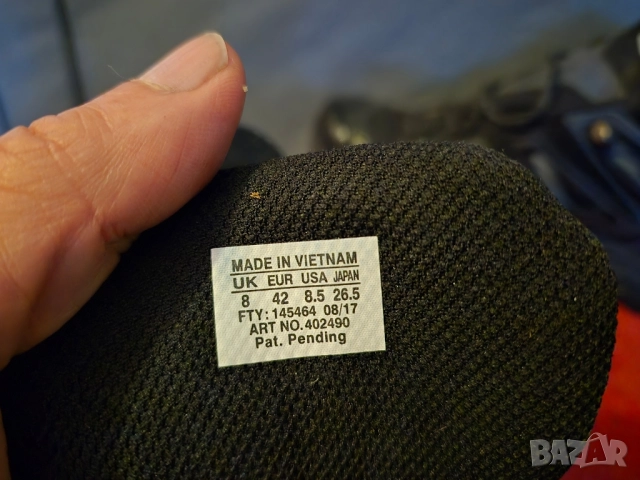 MADE IN VIETNAM
UK EUR USA JAPAN
8 42 8.5 26.5
FTY: 145464 08/17
ART NO.402490
Pat. Pending
BAZAR